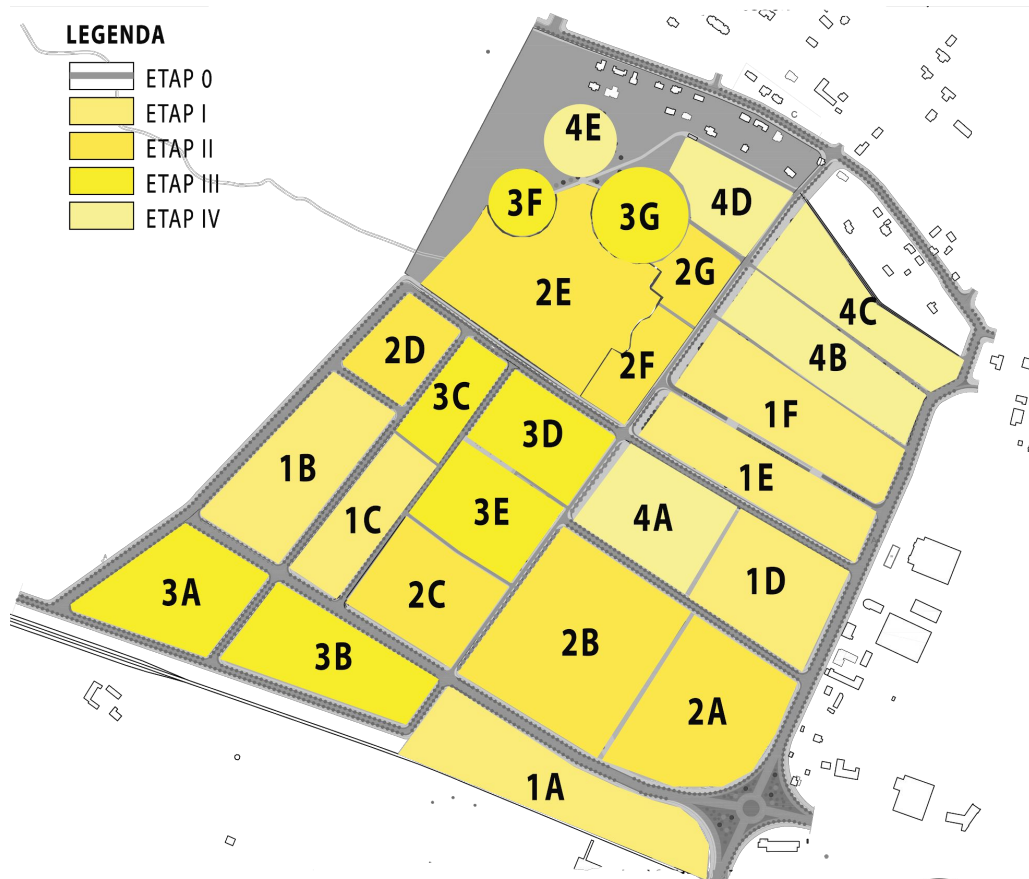 LEGENDA
ETAP 0
ETAP I
ETAP II
ETAP III
ETAP IV
4E
3F
3G
4D
2G
2E
4C
2D
4B
2F
3C
1F
3D
1B
1E
1C
3E
4A
1D
3A
2C
2B
3B
2A
1A